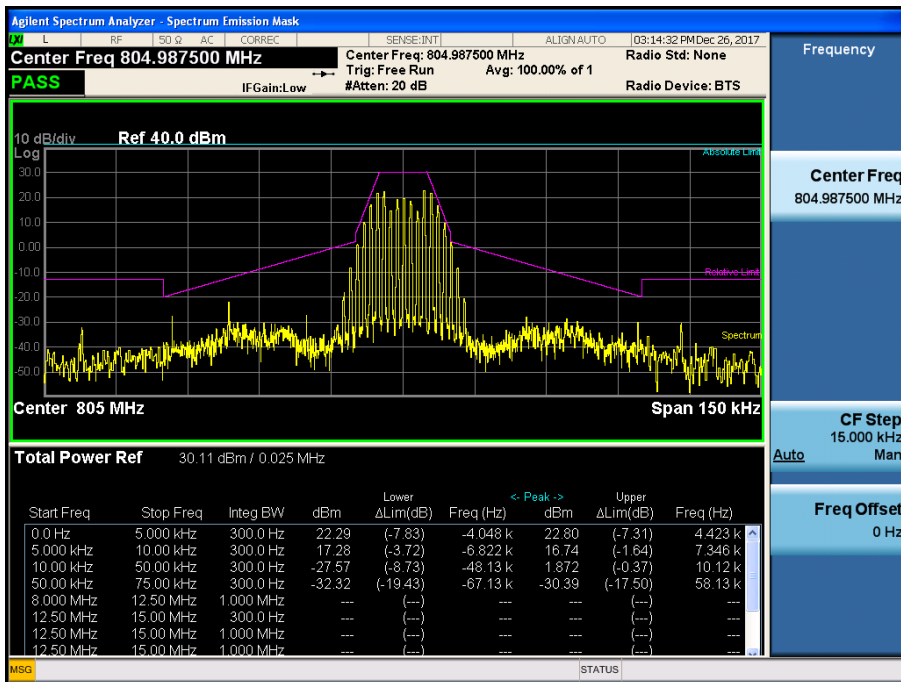 Agilent Spectrum Analyzer - Spectrum Emission Mask
LXI L RF 50 Ω AC CORREC SENSE:INT ALIGN AUTO 03:14:32 PM Dec 26, 2017
Center Freq 804.987500 MHz
Center Freq: 804.987500 MHz Radio Std: None
Trig: Free Run Avg: 100.00% of 1
PASS IFGain:Low #Atten: 20 dB Radio Device: BTS
Frequency
10 dB/div Ref 40.0 dBm
Log
Absolute Limit
30.0
20.0
10.0
0.00
-10.0
Relative Limit
-20.0
-30.0
Spectrum
-40.0
-50.0
Center 805 MHz Span 150 kHz
Center Freq
804.987500 MHz
CF Step
15.000 kHz
Auto Man
Freq Offset
0 Hz
Total Power Ref 30.11 dBm / 0.025 MHz
Lower <- Peak -> Upper
Start Freq Stop Freq Integ BW dBm ΔLim(dB) Freq (Hz) dBm ΔLim(dB) Freq (Hz)
0.0 Hz 5.000 kHz 300.0 Hz 22.29 (-7.83) -4.048 k 22.80 (-7.31) 4.423 k
5.000 kHz 10.00 kHz 300.0 Hz 17.28 (-3.72) -6.822 k 16.74 (-1.64) 7.346 k
10.00 kHz 50.00 kHz 300.0 Hz -27.57 (-8.73) -48.13 k 1.872 (-0.37) 10.12 k
50.00 kHz 75.00 kHz 300.0 Hz -32.32 (-19.43) -67.13 k -30.39 (-17.50) 58.13 k
8.000 MHz 12.50 MHz 1.000 MHz --- (---) --- --- (---) ---
12.50 MHz 15.00 MHz 300.0 Hz --- (---) --- --- (---) ---
12.50 MHz 15.00 MHz 1.000 MHz --- (---) --- --- (---) ---
12.50 MHz 15.00 MHz 1.000 MHz --- (---) --- --- (---) ---
MSG STATUS